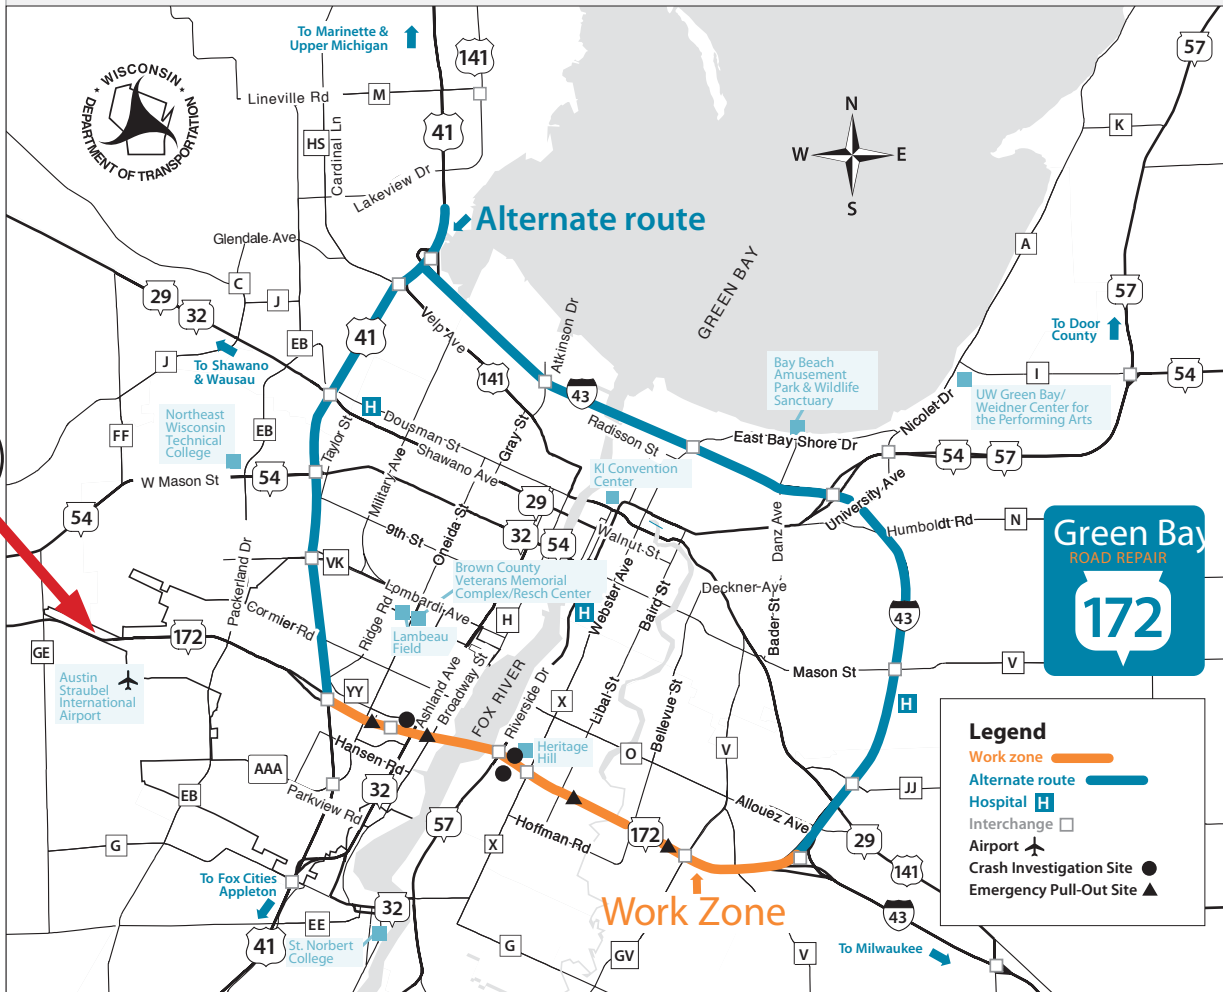 To Marinette &
Upper Michigan
141
57
WISCONSIN
DEPARTMENT OF TRANSPORTATION
Lineville Rd
M
41
HS
Cardinal Ln
Lakeview Dr
N
W
E
S
K
Alternate route
Glendale Ave
GREEN BAY
A
C
J
29
32
57
EB
41
Velp Ave
Atkinson Dr
To Door
County
J
To Shawano
& Wausau
141
43
Bay Beach
Amusement
Park & Wildlife
Sanctuary
I
54
UW Green Bay/
Weidner Center for
the Performing Arts
Nicolet Dr
H
Dousman St
Northeast
Wisconsin
Technical
College
EB
FF
Taylor St
Gray St
Radisson St
East Bay Shore Dr
Shawano Ave
Military Ave
54
57
KI Convention
Center
W Mason St
54
University Ave
29
54
9th St
Oneida St
32
54
Walnut St
Danz Ave
Humboldt Rd
N
Green Bay
ROAD REPAIR
172
Packerland Dr
VK
Brown County
Veterans Memorial
Complex/Resch Center
Lombardi Ave
Webster Ave
Baird St
Deckner Ave
Bader St
H
43
Cormier Rd
Ridge Rd
H
Lambeau
Field
172
GE
Austin
Straubel
International
Airport
Mason St
V
YY
Ashland Ave
Broadway St
FOX RIVER
Riverside Dr
X
Libal St
Bellevue St
H
Hansen Rd
Heritage
Hill
O
V
Legend
Work zone
Alternate route
Hospital H
Interchange
Airport
Crash Investigation Site
Emergency Pull-Out Site
AAA
EB
Parkview Rd
32
JJ
57
Allouez Ave
Hoffman Rd
172
29
G
X
141
To Fox Cities
Appleton
Work Zone
32
EE
43
41
St. Norbert
College
G
GV
V
To Milwaukee